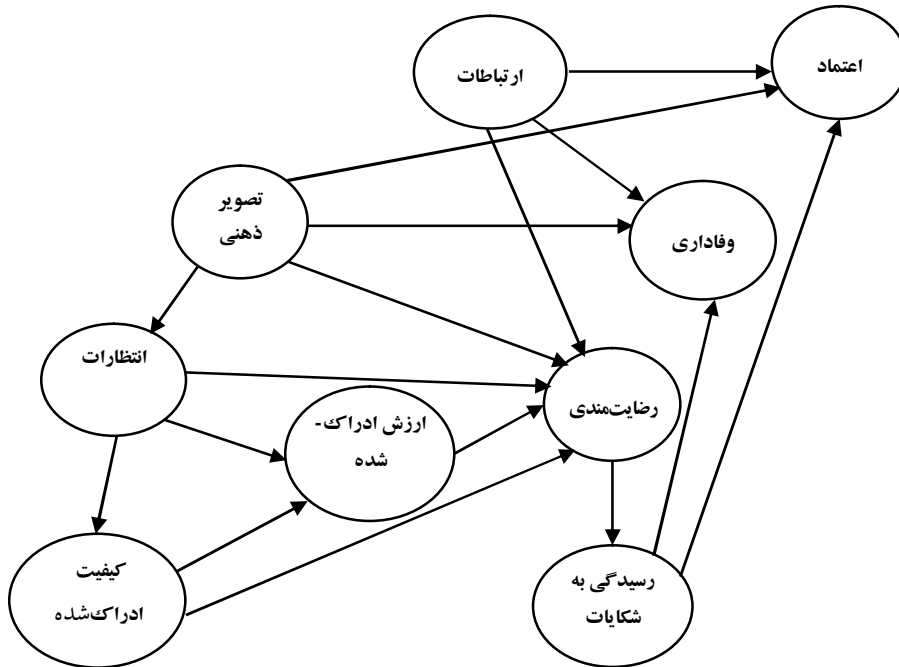 اعتماد
ارتباطات
تصویر
ذهنی
وفاداری
انتظارات
رضایت‌مندی
ارزش ادراک-
شده
کیفیت
ادراک‌شده
رسیدگی به
شکایات